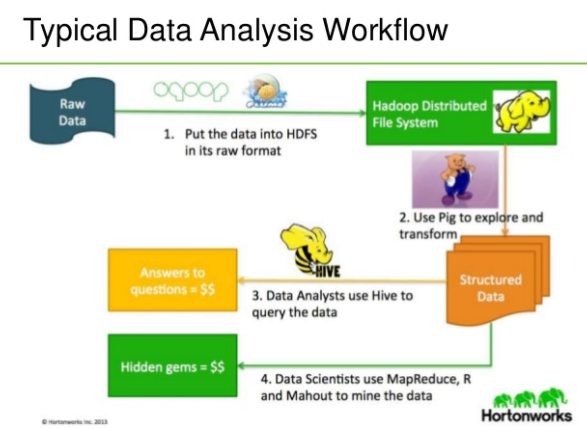 Typical Data Analysis Workflow
Raw
Data
sqoop
FLUME
1. Put the data into HDFS
in its raw format
Hadoop Distributed
File System
2. Use Pig to explore and
transform
Structured
Data
HIVE
3. Data Analysts use Hive to
query the data
Answers to
questions = $$
Hidden gems = $$
4. Data Scientists use MapReduce, R
and Mahout to mine the data
© Hortonworks Inc. 2013
Hortonworks